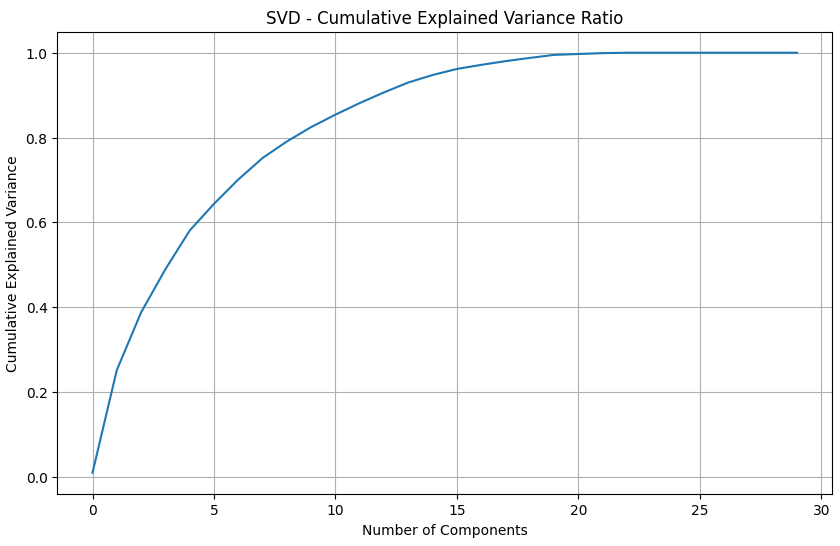 SVD - Cumulative Explained Variance Ratio
1.0
0.8
0.6
0.4
0.2
0.0
Cumulative Explained Variance
0 5 10 15 20 25 30
Number of Components